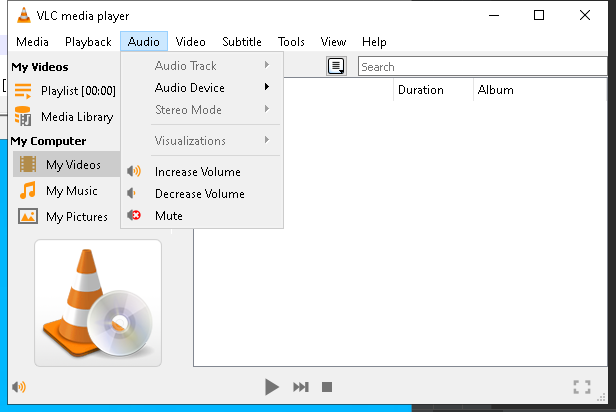 VLC media player
Media Playback Audio Video Subtitle Tools View Help
My Videos
Playlist [00:00]
Media Library
My Computer
My Videos
My Music
My Pictures
Audio Track
Audio Device
Stereo Mode
Visualizations
Increase Volume
Decrease Volume
Mute
Search
Duration Album